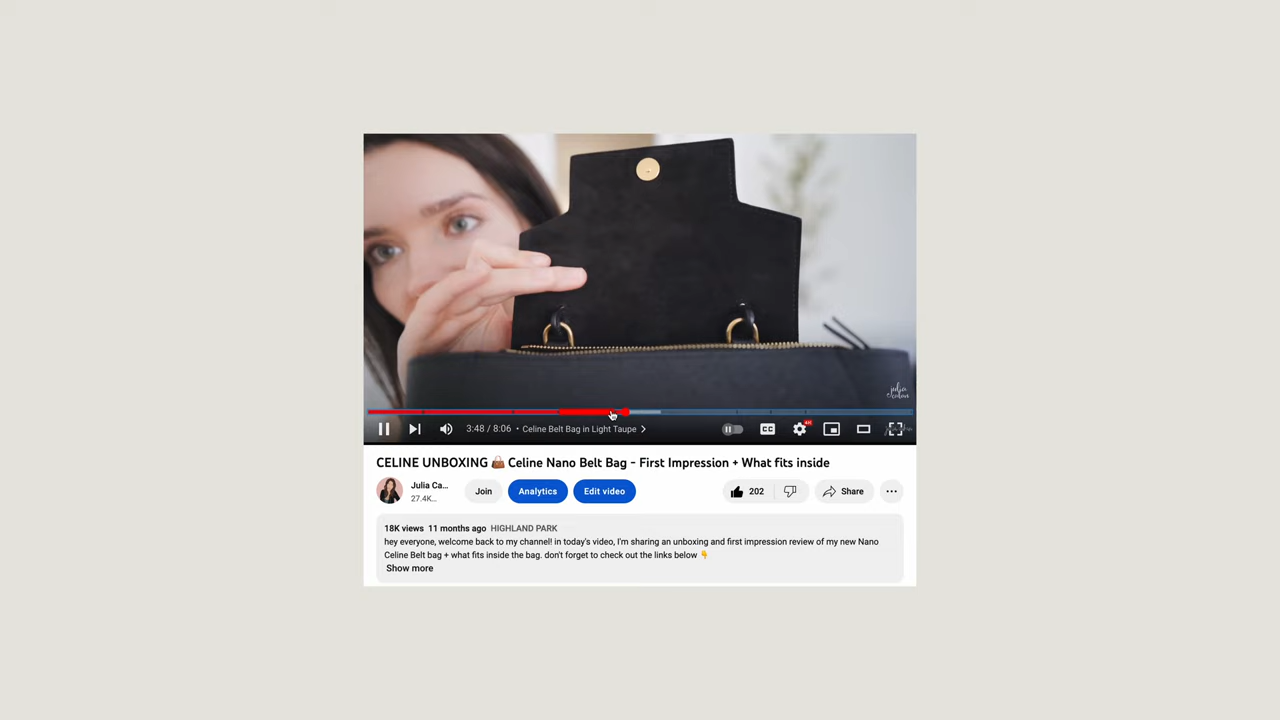 julia
3:48 / 8:06 • Celine Belt Bag in Light Taupe
CC
CELINE UNBOXING 👜 Celine Nano Belt Bag - First Impression + What fits inside
Julia Ca...
27.4K...
Join
Analytics
Edit video
202
Share
18K views 11 months ago HIGHLAND PARK
hey everyone, welcome back to my channel! in today's video, I'm sharing an unboxing and first impression review of my new Nano
Celine Belt bag + what fits inside the bag. don't forget to check out the links below 👇
Show more